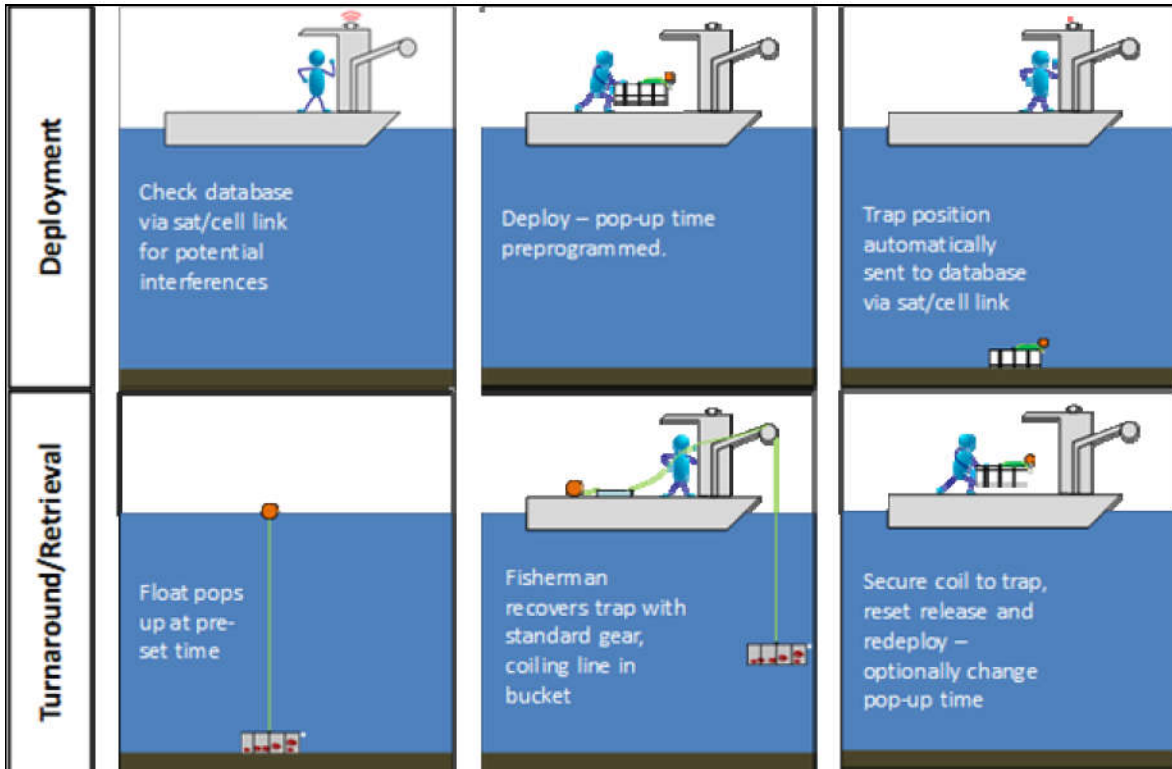 Deployment
Check database
via sat/cell link
for potential
interferences
Deploy – pop-up time
preprogrammed.
Trap position
automatically
sent to database
via sat/cell link
Turnaround/Retrieval
Float pops
up at pre-
set time
Fisherman
recovers trap with
standard gear,
coiling line in
bucket
Secure coil to trap,
reset release and
redeploy –
optionally change
pop-up time